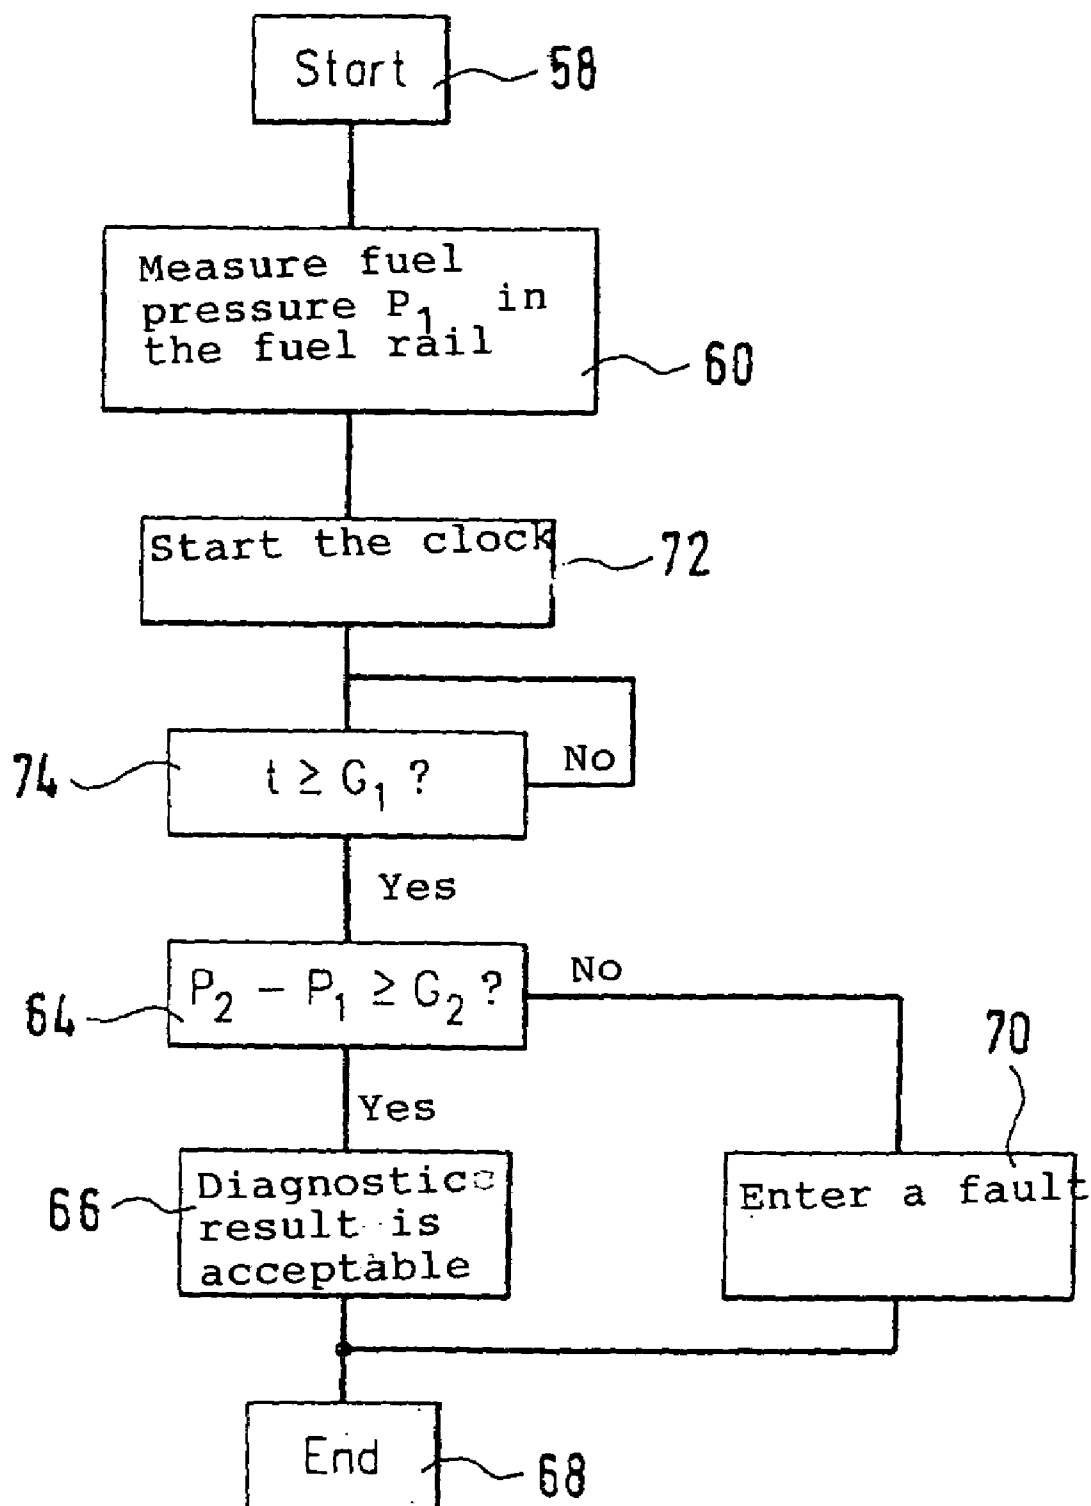 Start
58
Measure fuel
pressure P₁ in
the fuel rail
60
Start the clock
72
74
t ≥ G₁ ?
No
Yes
64
P₂ − P₁ ≥ G₂ ?
No
70
Yes
66
Diagnostic
result is
acceptable
Enter a fault
End
68